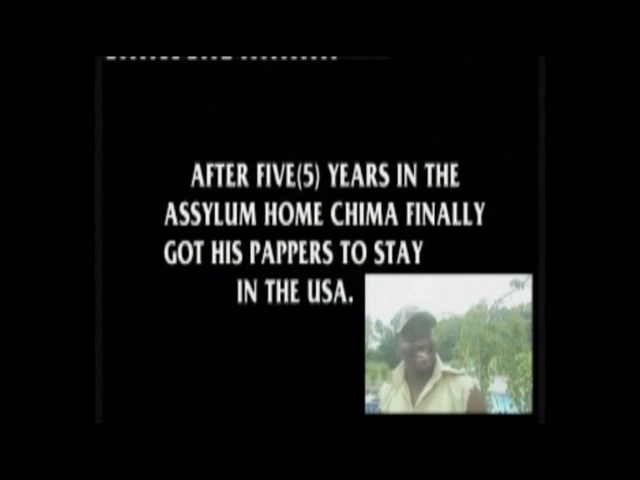 AFTER FIVE(5) YEARS IN THE
ASSYLUM HOME CHIMA FINALLY
GOT HIS PAPPERS TO STAY
IN THE USA.